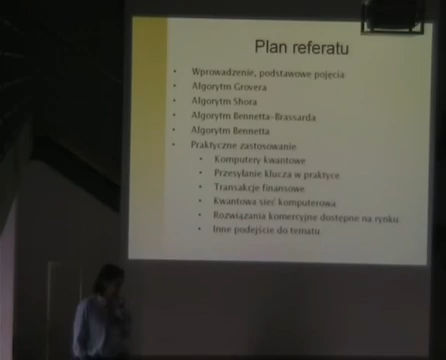 Plan referatu
• Wprowadzenie, podstawowe pojęcia
• Algorytm Grovera
• Algorytm Shora
• Algorytm Bennetta-Brassarda
• Algorytm Bennetta
• Praktyczne zastosowanie
• Komputery kwantowe
• Przesyłanie klucza w praktyce
• Transakcje finansowe
• Kwantowa sieć komputerowa
• Rozwiązania komercyjne dostępne na rynku
• Inne podejście do tematu